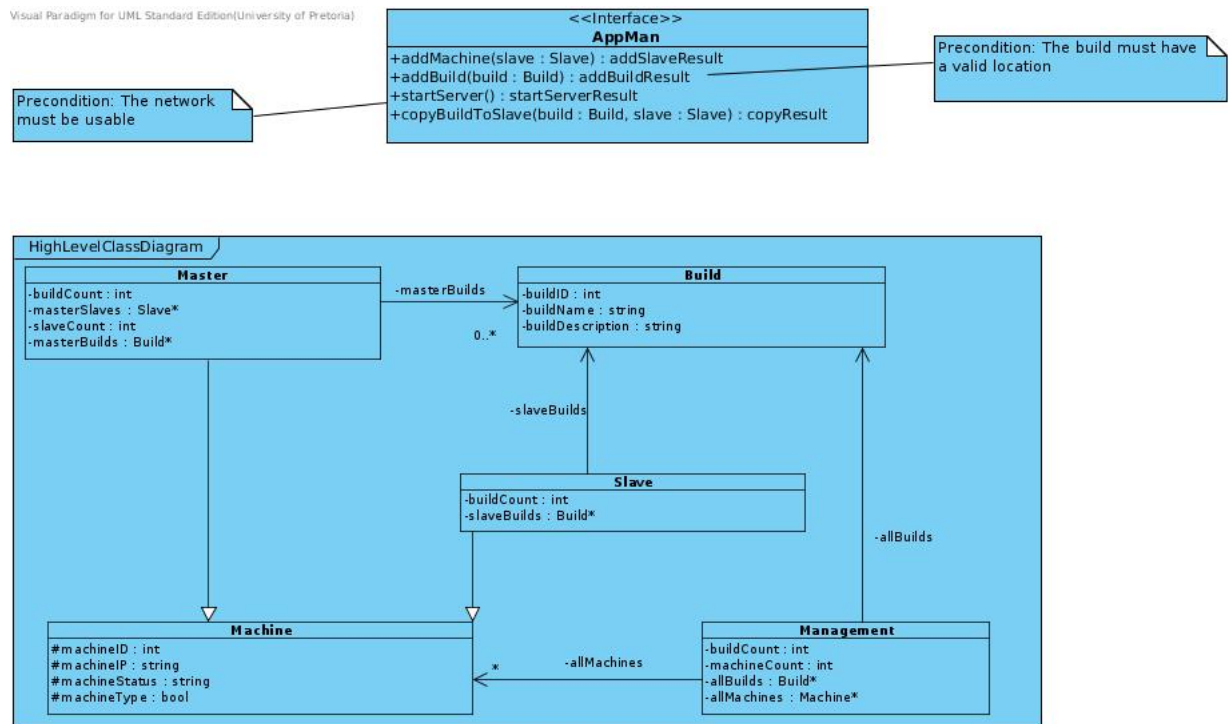 Visual Paradigm for UML Standard Edition(University of Pretoria)
<<Interface>>
AppMan
+addMachine(slave : Slave) : addSlaveResult
+addBuild(build : Build) : addBuildResult
+startServer() : startServerResult
+copyBuildToSlave(build : Build, slave : Slave) : copyResult
Precondition: The build must have
a valid location
Precondition: The network
must be usable
HighLevelClassDiagram
Master
-buildCount : int
-masterSlaves : Slave*
-slaveCount : int
-masterBuilds : Build*
-masterBuilds
0..*
Build
-buildID : int
-buildName : string
-buildDescription : string
-slaveBuilds
Slave
-buildCount : int
-slaveBuilds : Build*
-allBuilds
Machine
#machineID : int
#machineIP : string
#machineStatus : string
#machineType : bool
*
-allMachines
Management
-buildCount : int
-machineCount : int
-allBuilds : Build*
-allMachines : Machine*